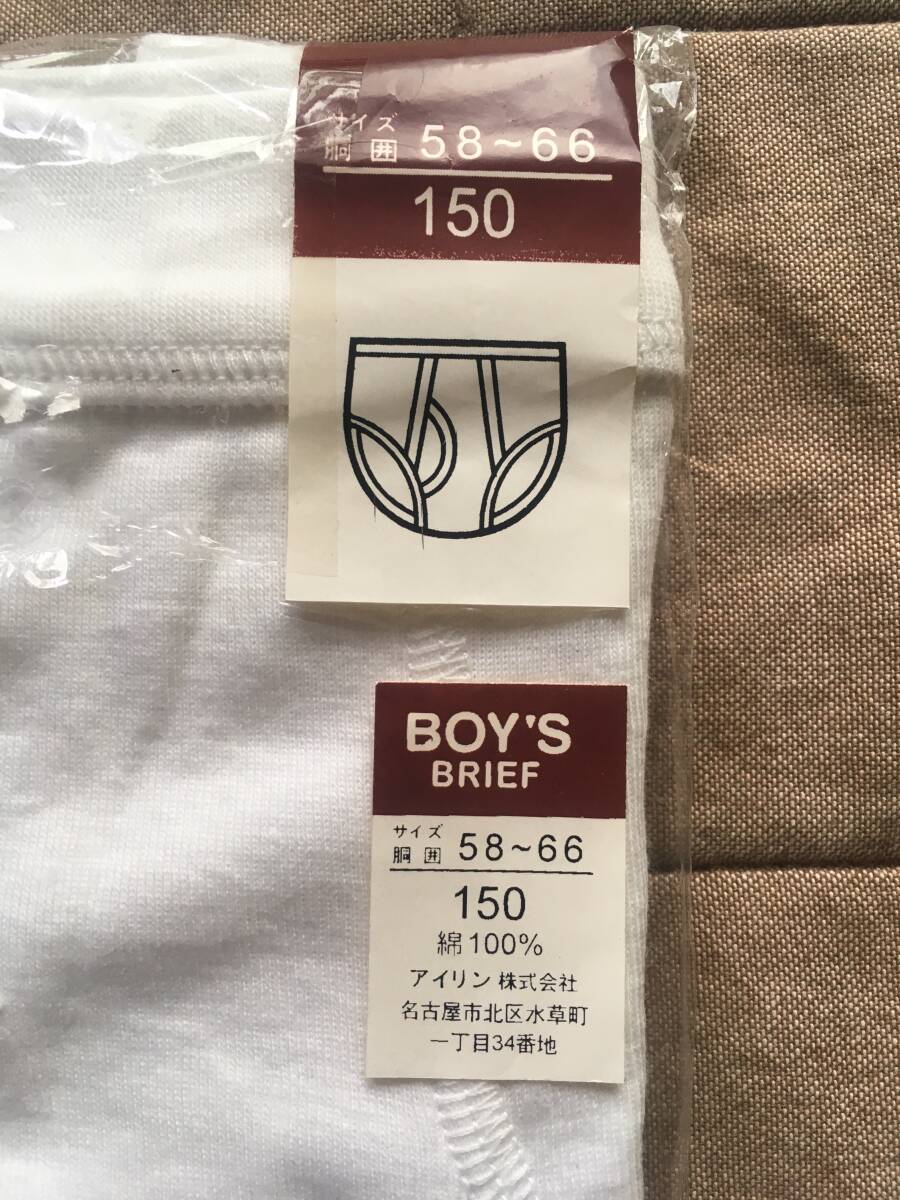 サイズ
胴囲 58~66
150
BOY'S
BRIEF
サイズ
胴囲 58~66
150
綿100%
アイリン 株式会社
名古屋市北区水草町
一丁目34番地